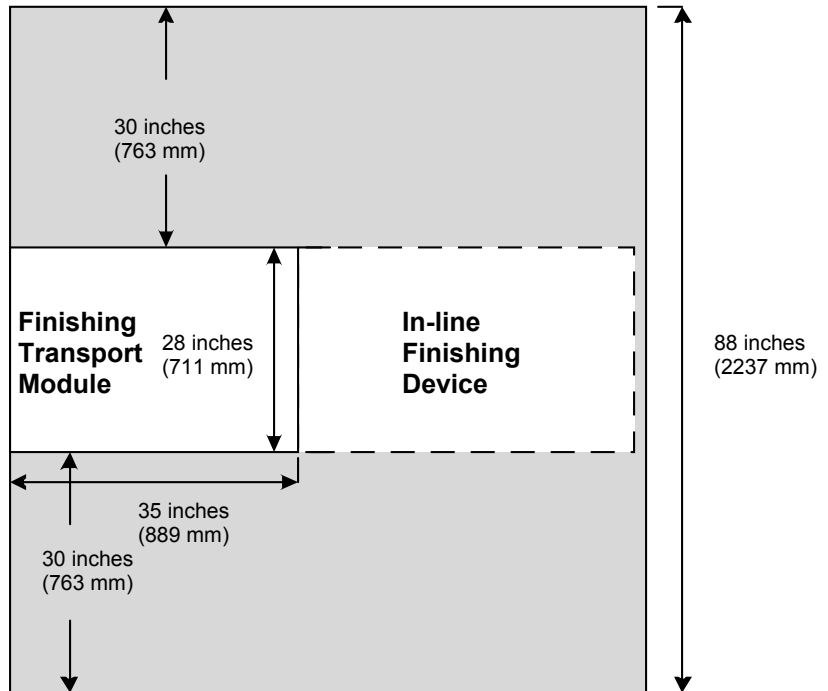 30 inches
(763 mm)
Finishing
Transport
Module
28 inches
(711 mm)
In-line
Finishing
Device
88 inches
(2237 mm)
35 inches
(889 mm)
30 inches
(763 mm)